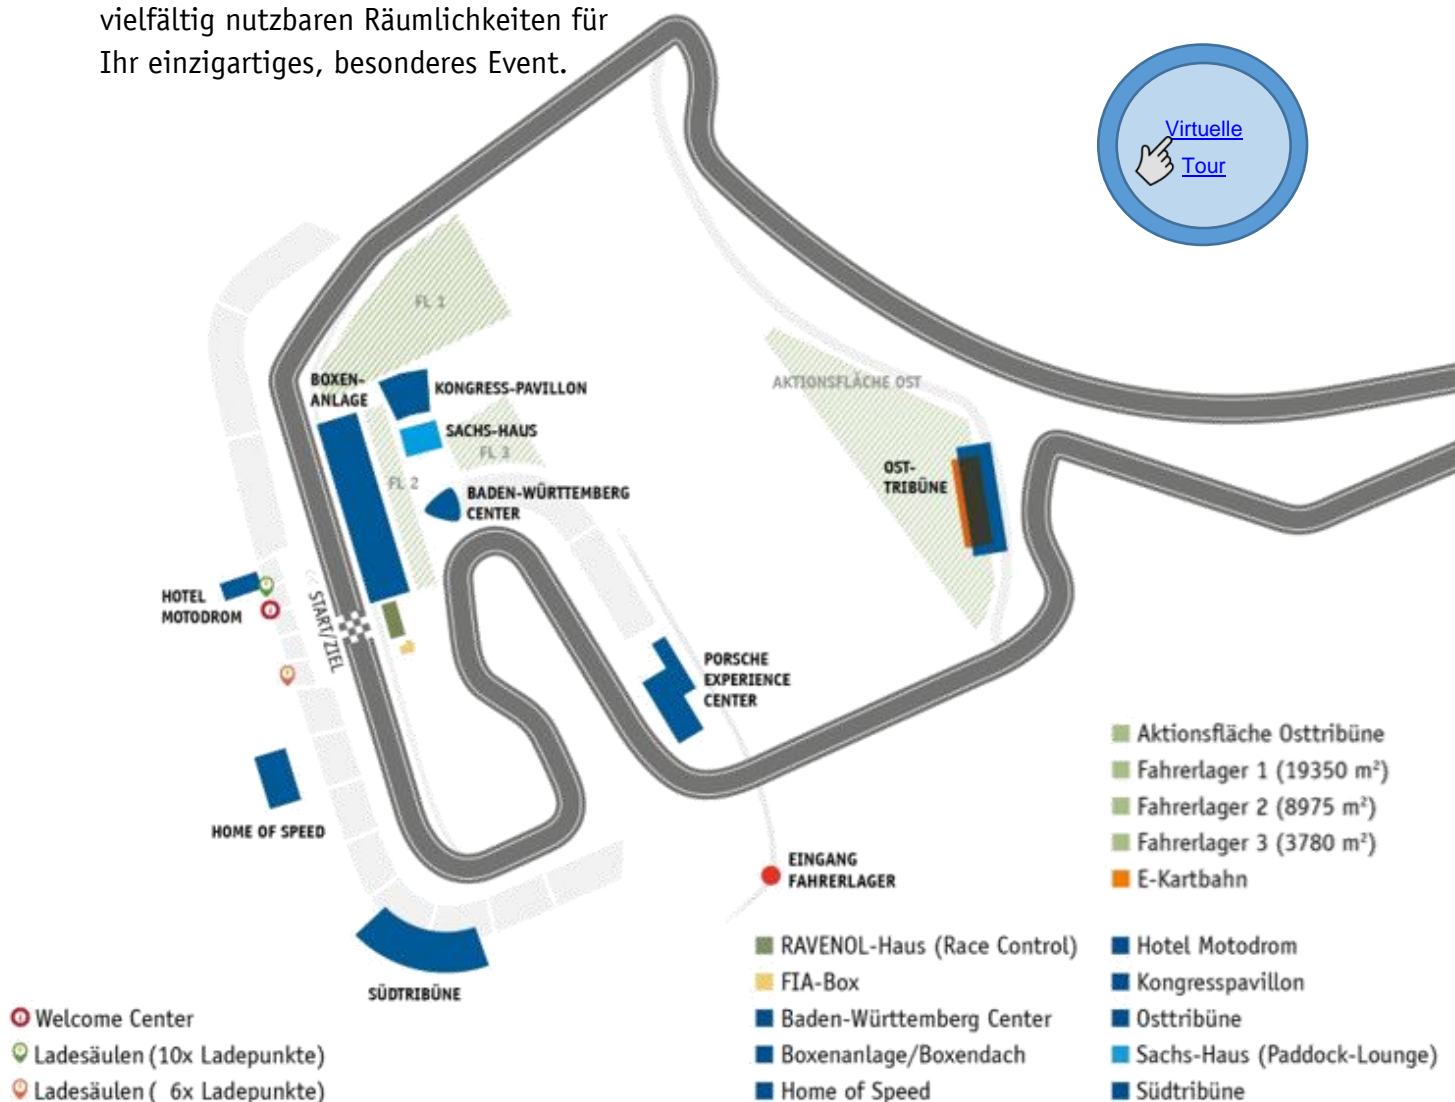 vielfältig nutzbaren Räumlichkeiten für
Ihr einzigartiges, besonderes Event.
Virtuelle
Tour
FL 1
BOXEN-
ANLAGE
KONGRESS-PAVILLON
SACHS-HAUS
FL 3
FL 2
BADEN-WÜRTTEMBERG
CENTER
AKTIONSFLÄCHE OST
OST-
TRIBÜNE
HOTEL
MOTODROM
<< START/ZIEL
PORSCHE
EXPERIENCE
CENTER
HOME OF SPEED
EINGANG
FAHRERLAGER
SÜDTRIBÜNE
Aktionsfläche Osttribüne
Fahrerlager 1 (19350 m²)
Fahrerlager 2 (8975 m²)
Fahrerlager 3 (3780 m²)
E-Kartbahn
Welcome Center
Ladesäulen (10x Ladepunkte)
Ladesäulen ( 6x Ladepunkte)
RAVENOL-Haus (Race Control)
FIA-Box
Baden-Württemberg Center
Boxenanlage/Boxendach
Home of Speed
Hotel Motodrom
Kongresspavillon
Osttribüne
Sachs-Haus (Paddock-Lounge)
Südtribüne